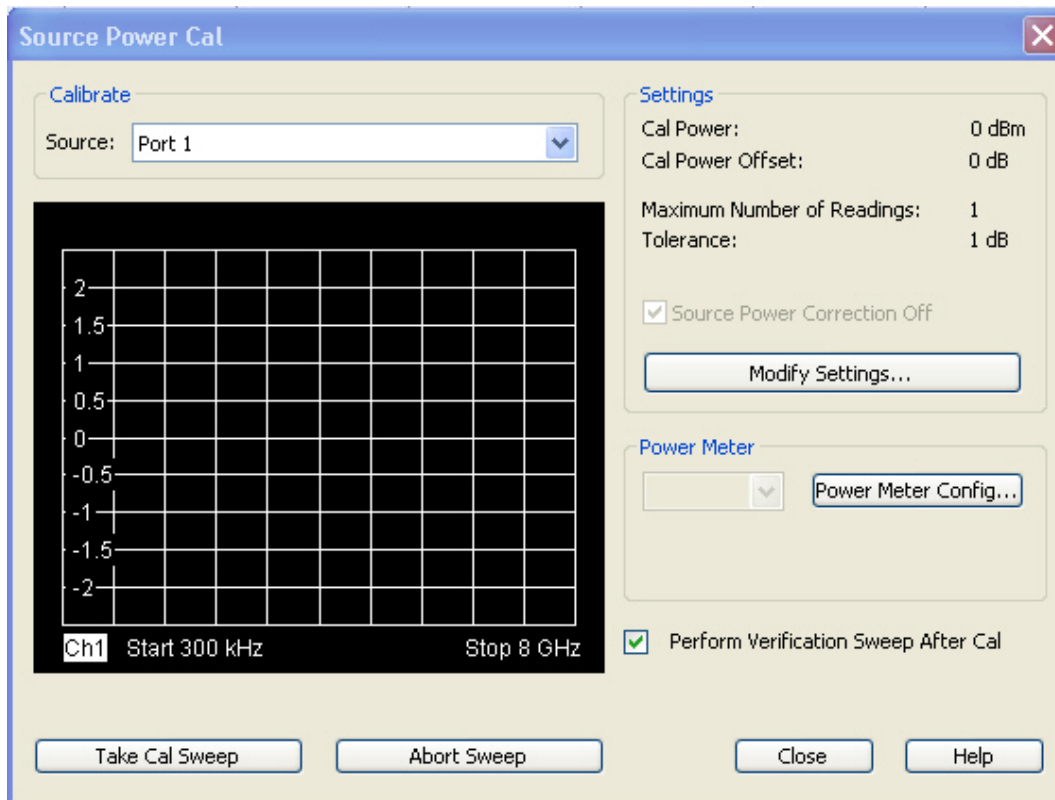 Source Power Cal
Calibrate
Source: Port 1
2
1.5
1
0.5
0
-0.5
-1
-1.5
-2
Ch1 Start 300 kHz Stop 8 GHz
Settings
Cal Power: 0 dBm
Cal Power Offset: 0 dB
Maximum Number of Readings: 1
Tolerance: 1 dB
Source Power Correction Off
Modify Settings...
Power Meter
Power Meter Config...
Perform Verification Sweep After Cal
Take Cal Sweep
Abort Sweep
Close
Help